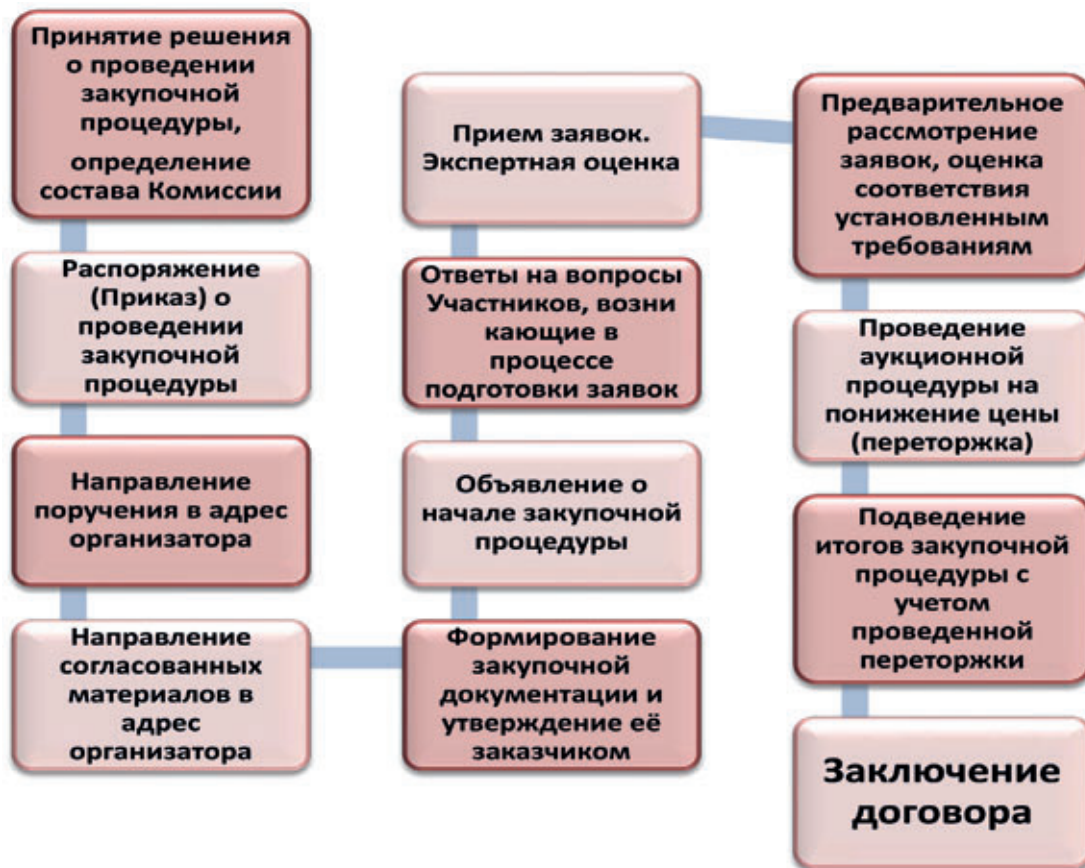 Принятие решения
о проведении
закупочной
процедуры,
определение
состава Комиссии
Распоряжение
(Приказ) о
проведении
закупочной
процедуры
Направление
поручения в адрес
организатора
Направление
согласованных
материалов в
адрес
организатора
Формирование
закупочной
документации и
утверждение её
заказчиком
Объявление о
начале закупочной
процедуры
Ответы на вопросы
Участников, возни
кающие в
процессе
подготовки заявок
Прием заявок.
Экспертная оценка
Предварительное
рассмотрение
заявок, оценка
соответствия
установленным
требованиям
Проведение
аукционной
процедуры на
понижение цены
(переторжка)
Подведение
итогов закупочной
процедуры с
учетом
проведенной
переторжки
Заключение
договора